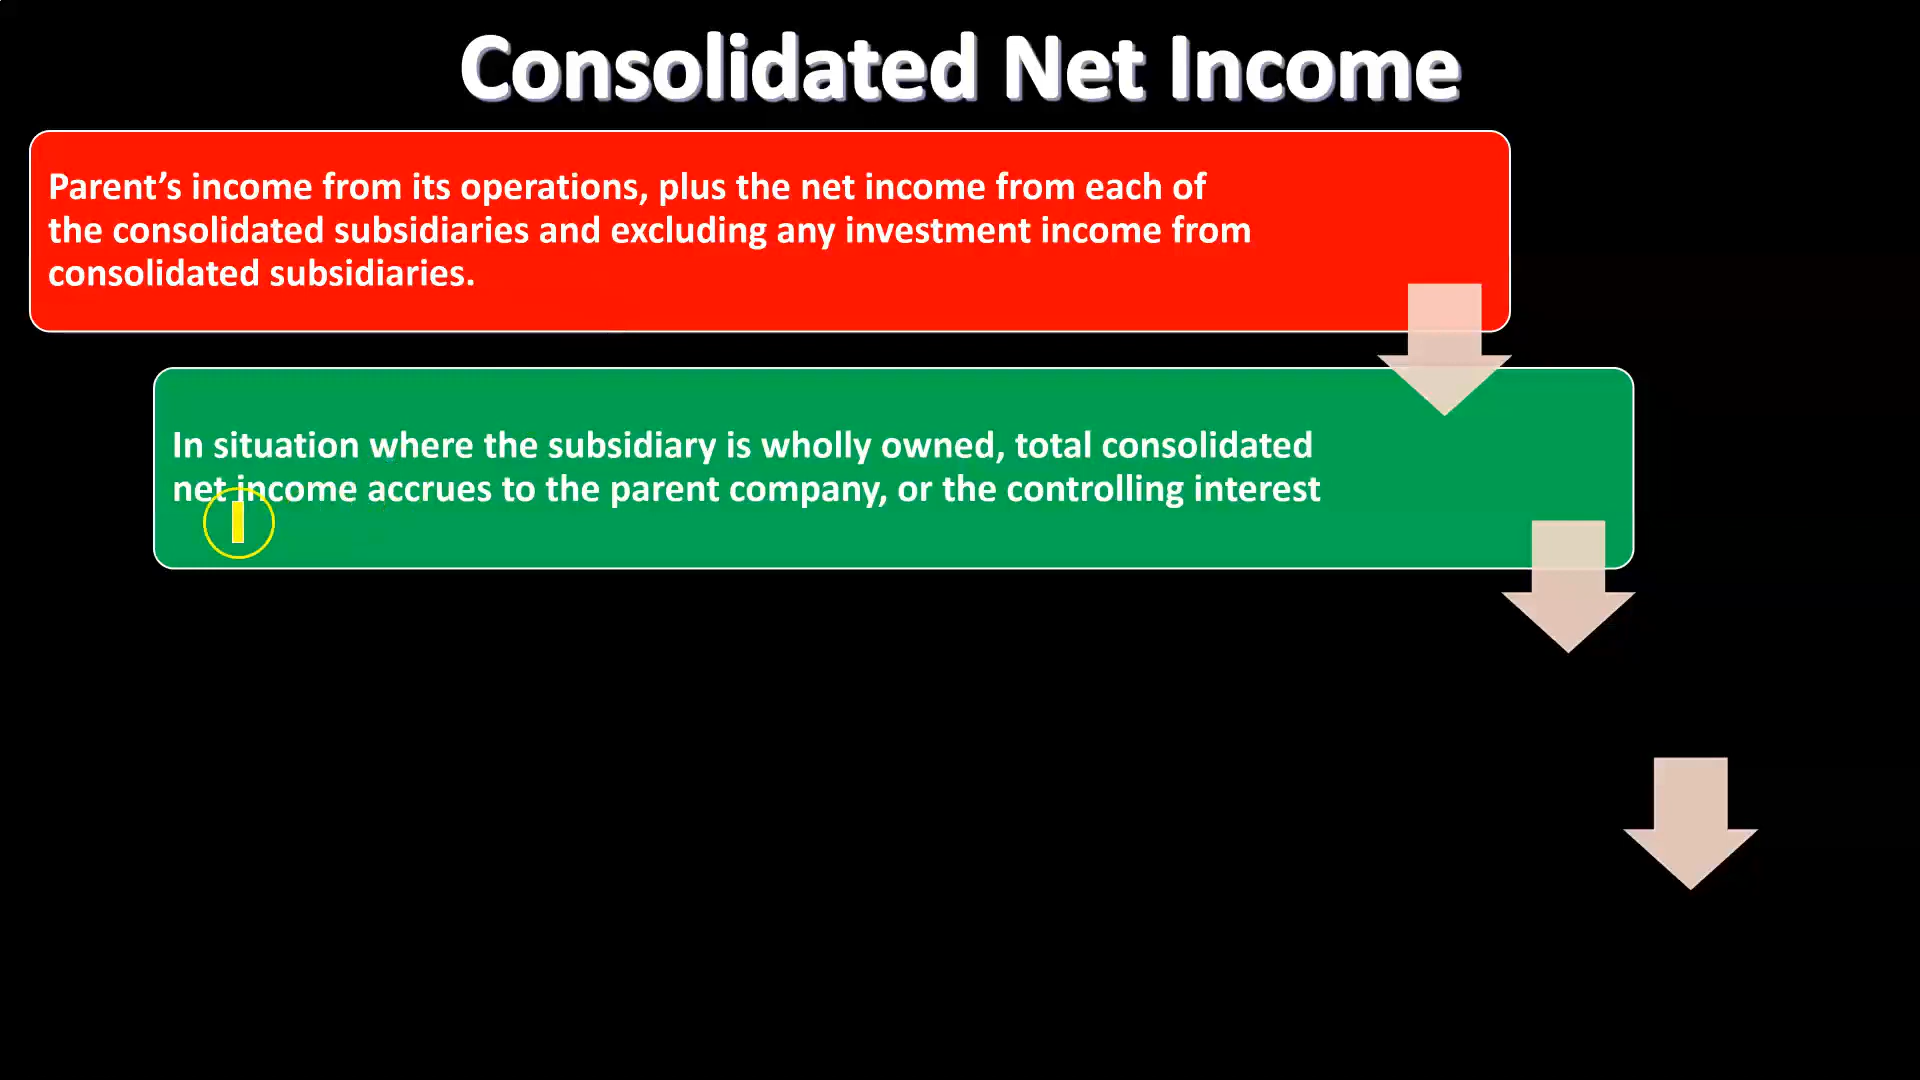 Consolidated Net Income
Parent’s income from its operations, plus the net income from each of
the consolidated subsidiaries and excluding any investment income from
consolidated subsidiaries.
In situation where the subsidiary is wholly owned, total consolidated
net income accrues to the parent company, or the controlling interest